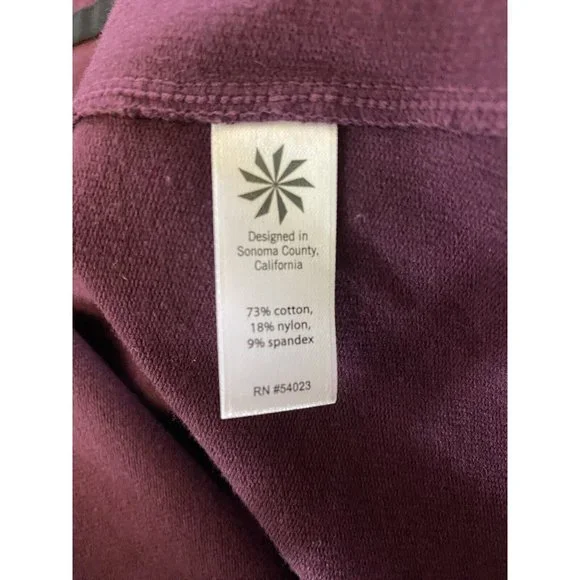 Designed in
Sonoma County,
California
73% cotton,
18% nylon,
9% spandex
RN #54023